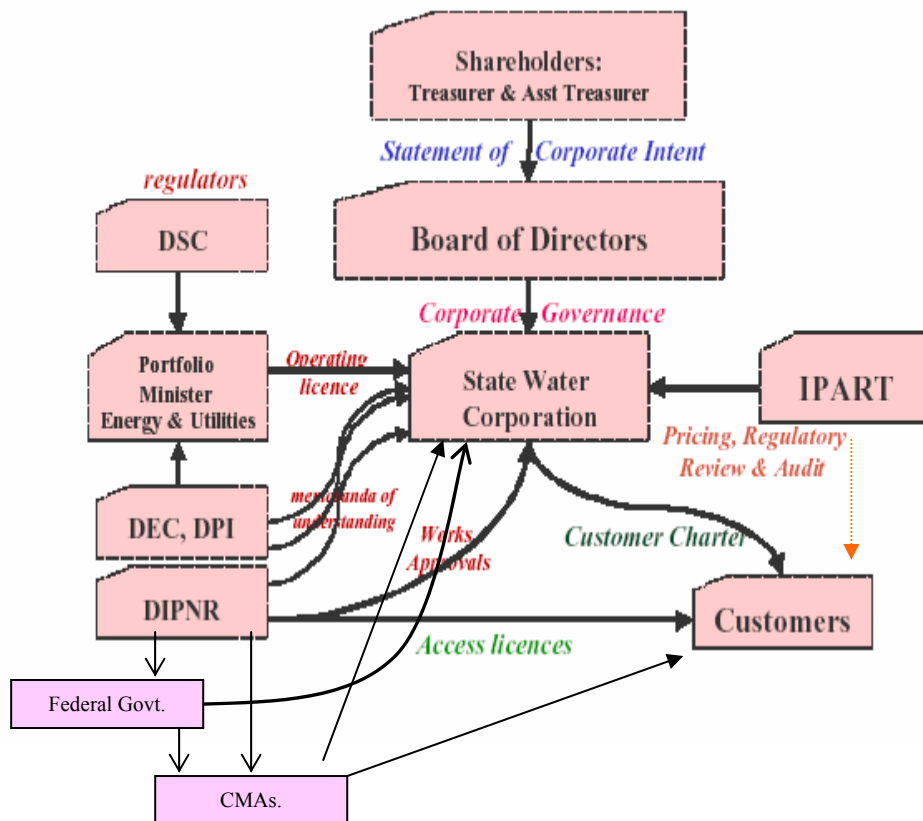 Shareholders:
Treasurer & Asst Treasurer
Statement of Corporate Intent
regulators
DSC
Board of Directors
Corporate Governance
Portfolio
Minister
Energy & Utilities
Operating
licence
State Water
Corporation
IPART
Pricing, Regulatory
Review & Audit
DEC, DPI
memoranda of
understanding
Works
Approvals
Customer Charter
DIPNR
Customers
Access licences
Federal Govt.
CMAs.